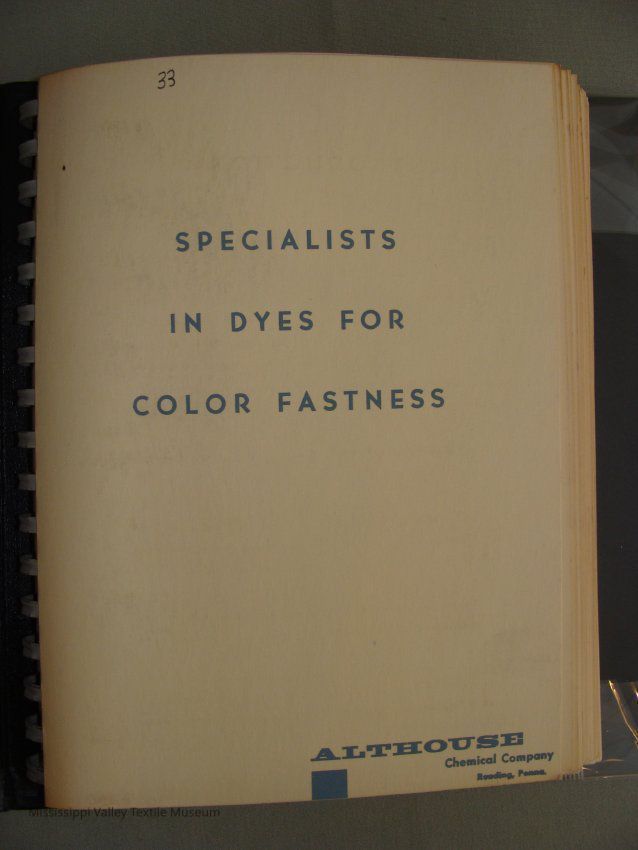 33
SPECIALISTS
IN DYES FOR
COLOR FASTNESS
ALTHOUSE
Chemical Company
Reading, Penna.
Mississippi Valley Textile Museum